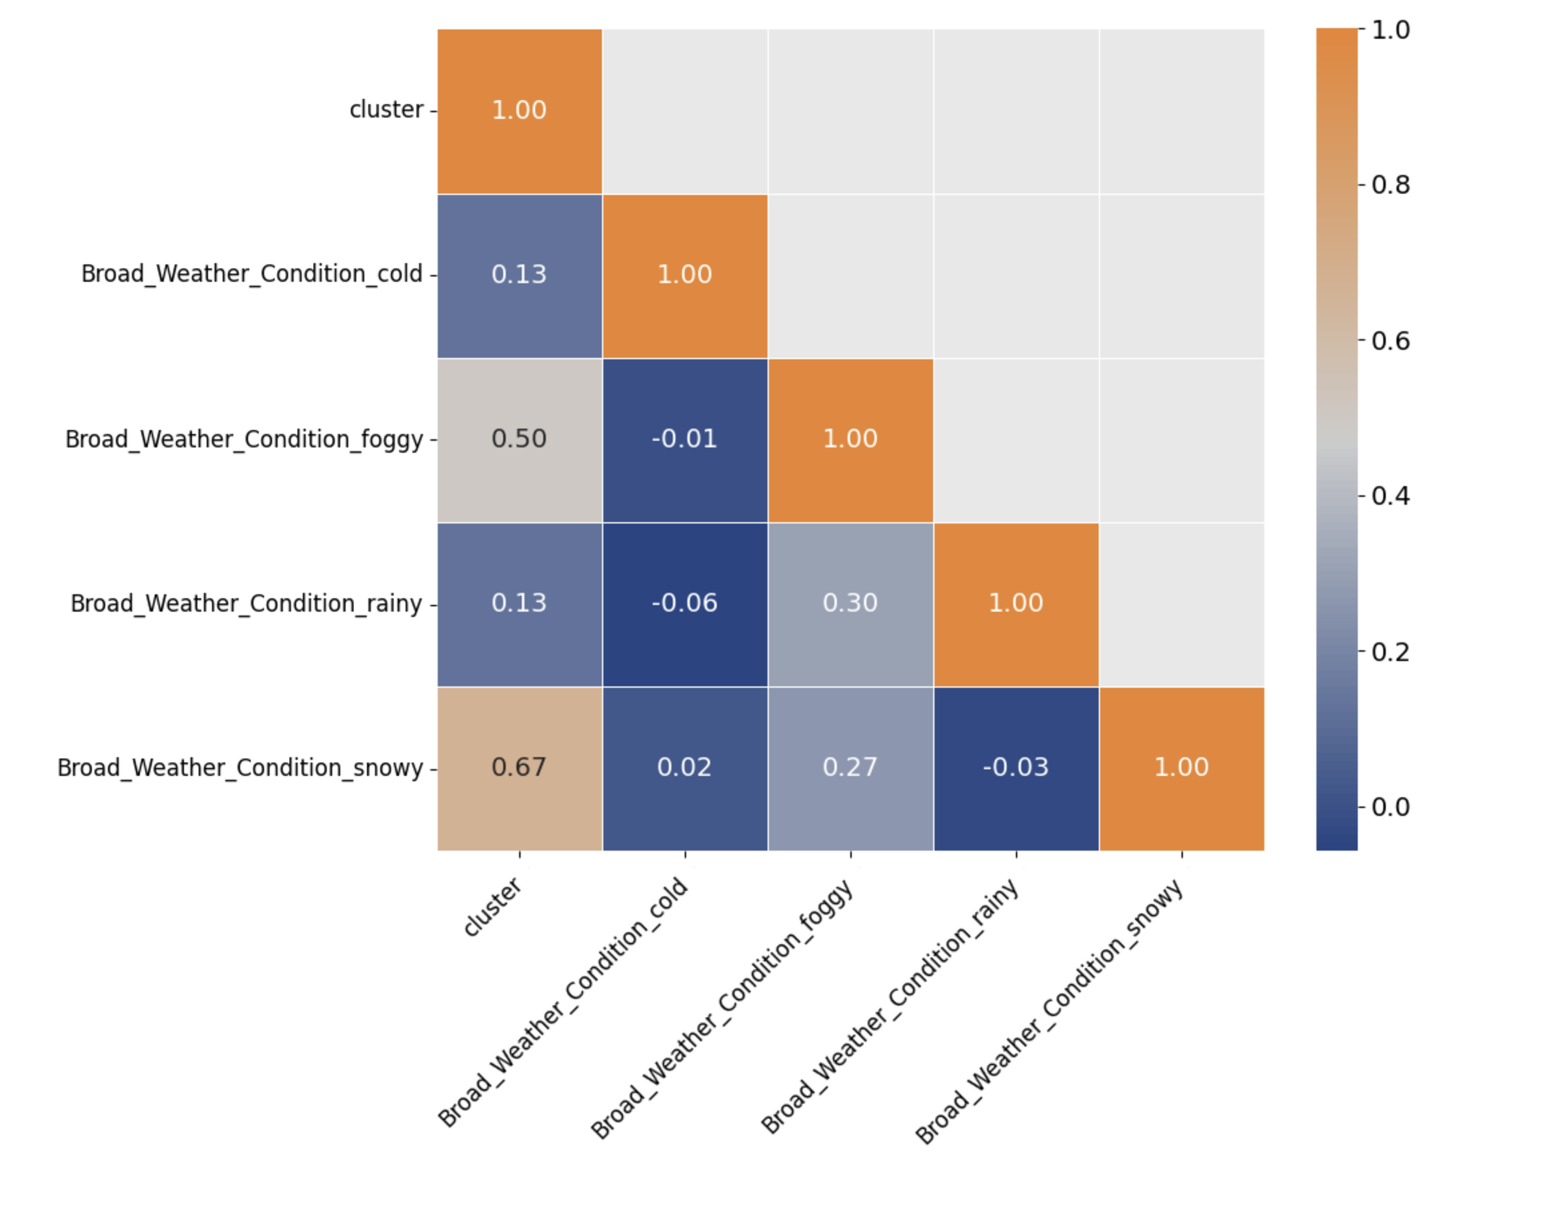 1.0
cluster 1.00
0.8
Broad_Weather_Condition_cold 0.13 1.00
0.6
Broad_Weather_Condition_foggy 0.50 -0.01 1.00
0.4
Broad_Weather_Condition_rainy 0.13 -0.06 0.30 1.00
0.2
Broad_Weather_Condition_snowy 0.67 0.02 0.27 -0.03 1.00
0.0
cluster
Broad_Weather_Condition_cold
Broad_Weather_Condition_foggy
Broad_Weather_Condition_rainy
Broad_Weather_Condition_snowy